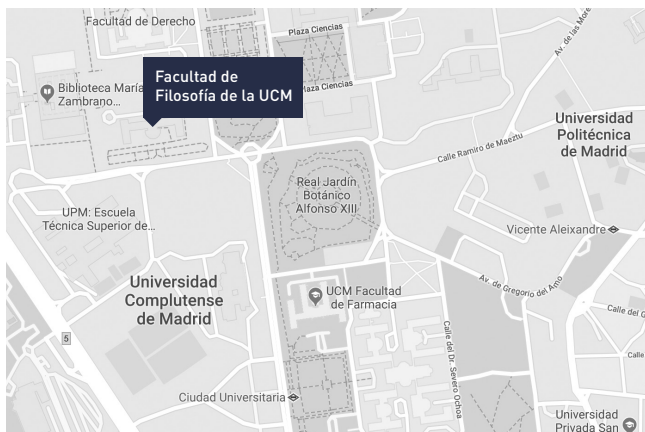 Facultad de Derecho
Plaza Ciencias
Av. de las More
Biblioteca María
Zambrano...
Facultad de
Filosofía de la UCM
Plaza Ciencias
Universidad
Politécnica
de Madrid
Calle Ramiro de Maeztu
Real Jardín
Botánico
Alfonso XIII
UPM: Escuela
Técnica Superior de...
Vicente Aleixandre
Universidad
Complutense
de Madrid
Av. de Gregorio del Amo
UCM Facultad
de Farmacia
Calle del G
5
Calle del Dr. Severo Ochoa
Calle
Ciudad Universitaria
Universidad
Privada San